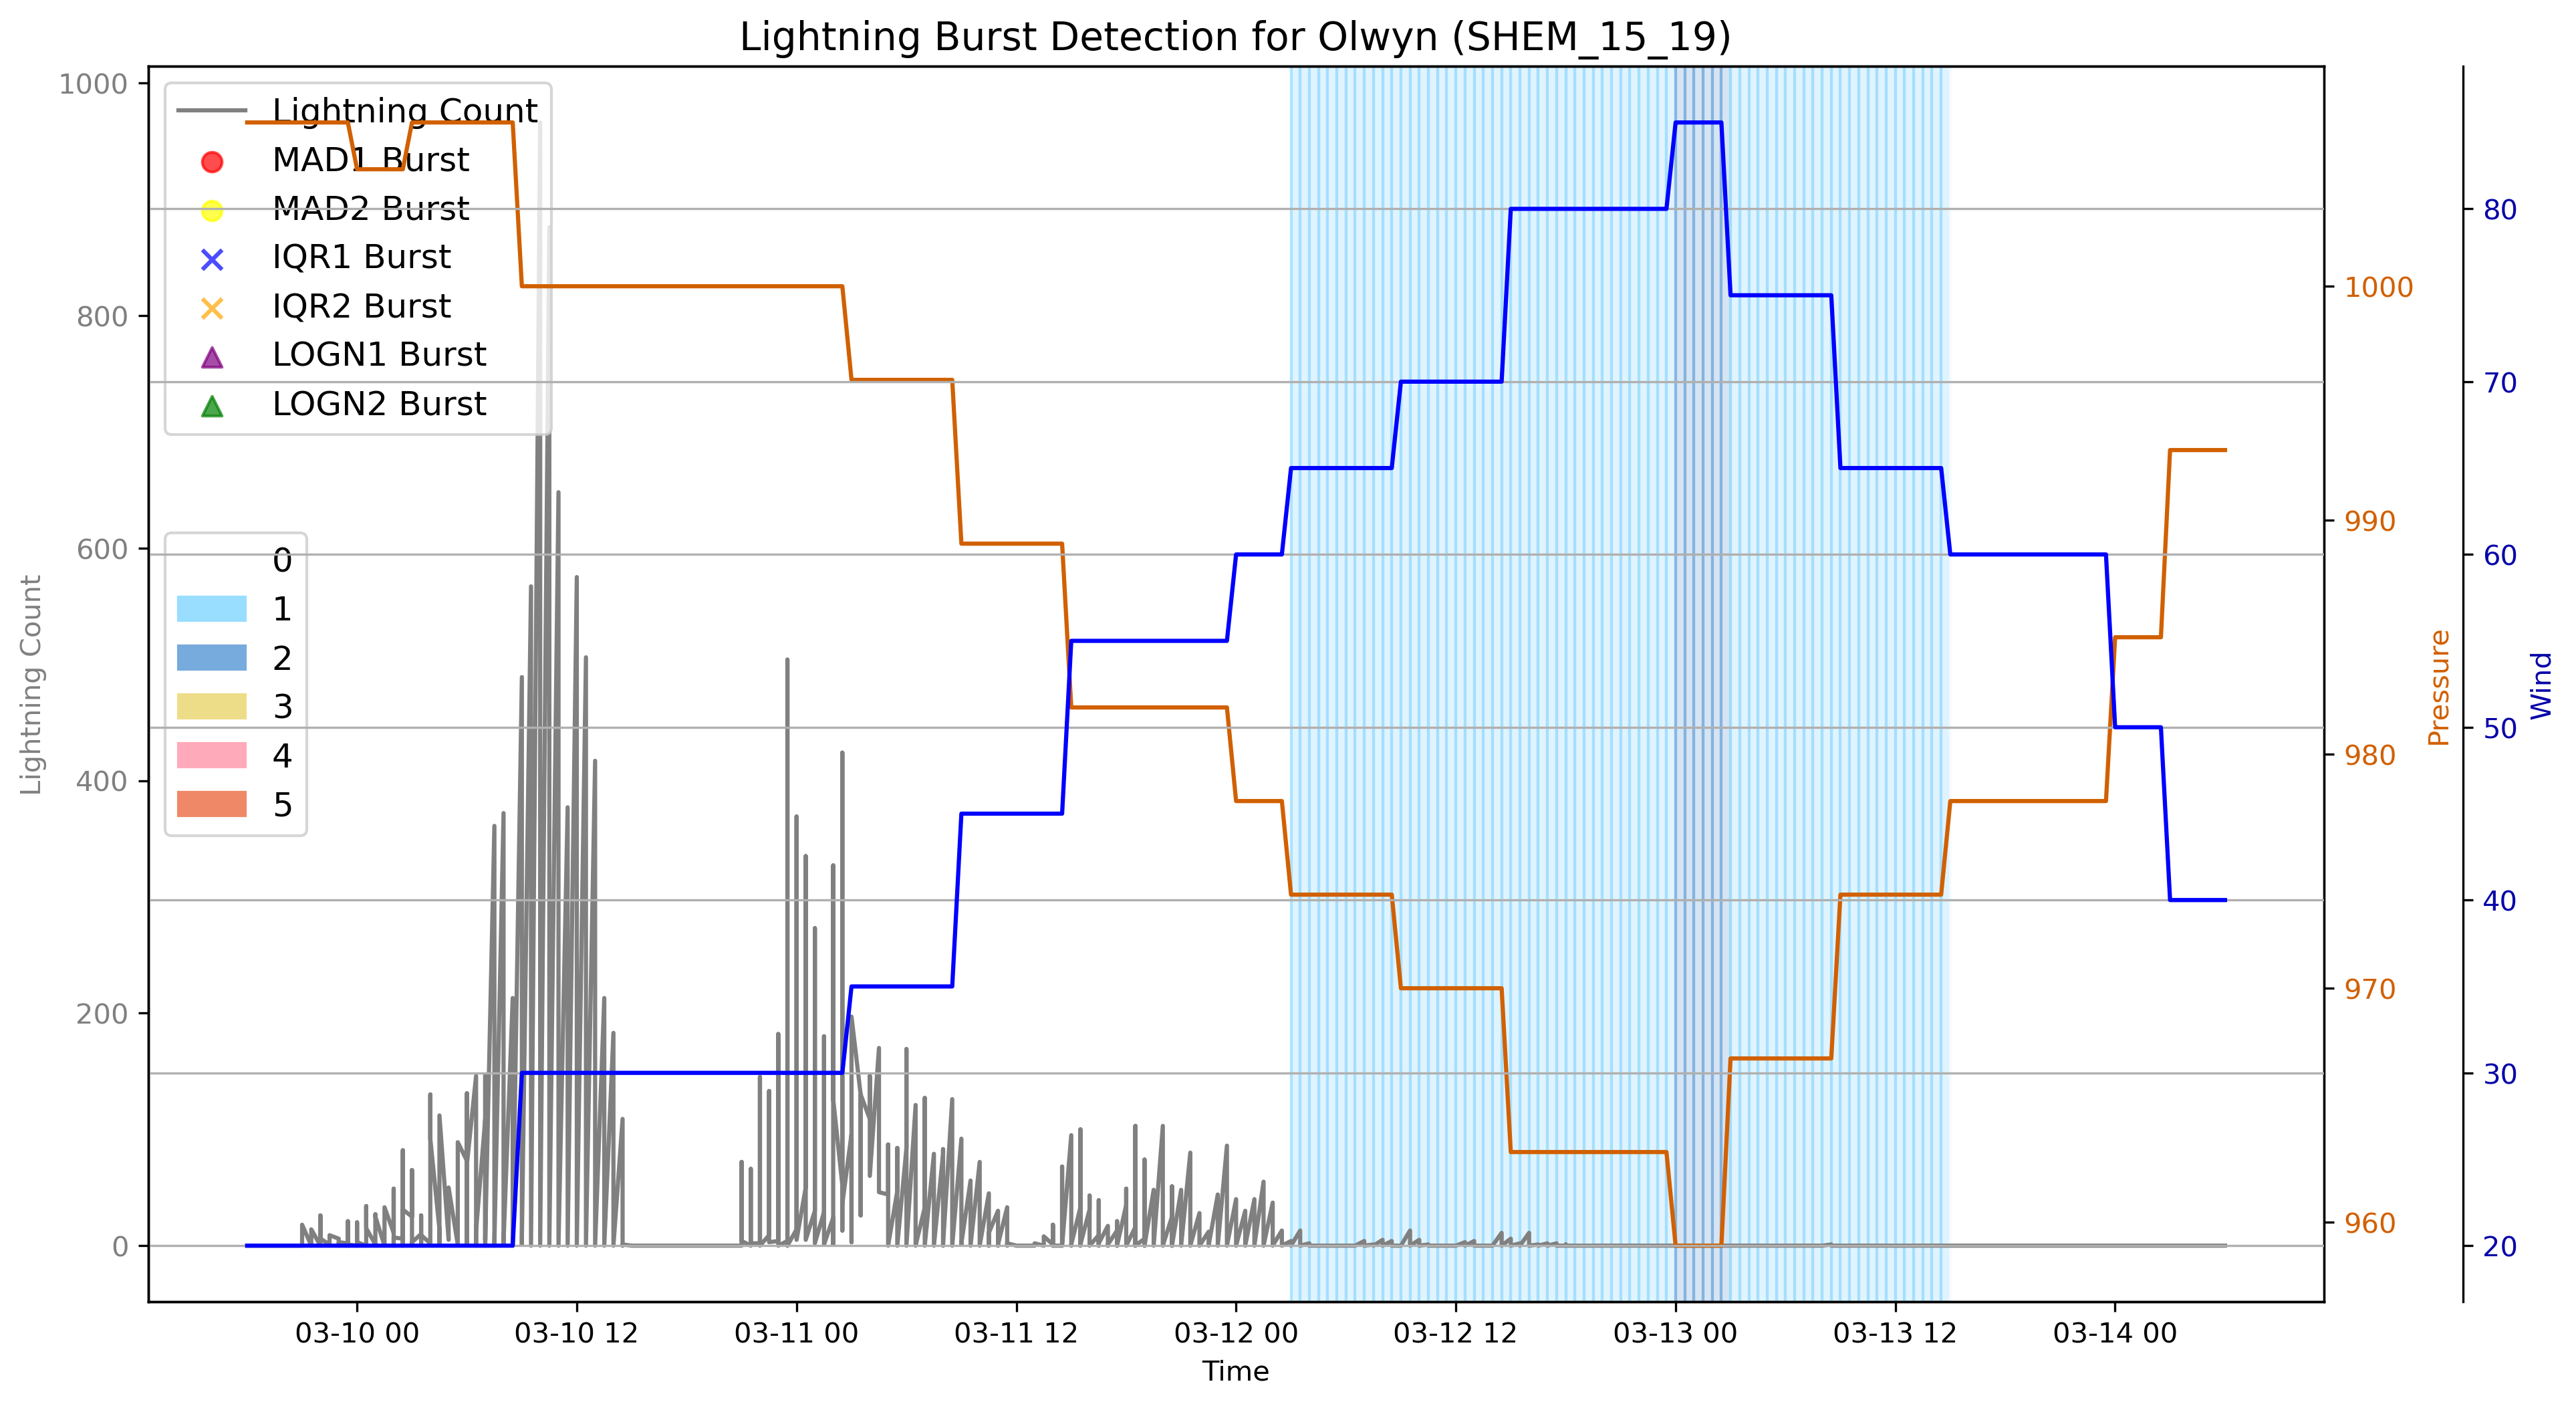 Lightning Burst Detection for Olwyn (SHEM_15_19)
Lightning Count
MAD1 Burst
MAD2 Burst
IQR1 Burst
IQR2 Burst
LOGN1 Burst
LOGN2 Burst
0
1
2
3
4
5
1000
800
600
400
200
0
Lightning Count
1000
990
980
970
960
Pressure
80
70
60
50
40
30
20
Wind
03-10 00
03-10 12
03-11 00
03-11 12
03-12 00
03-12 12
03-13 00
03-13 12
03-14 00
Time